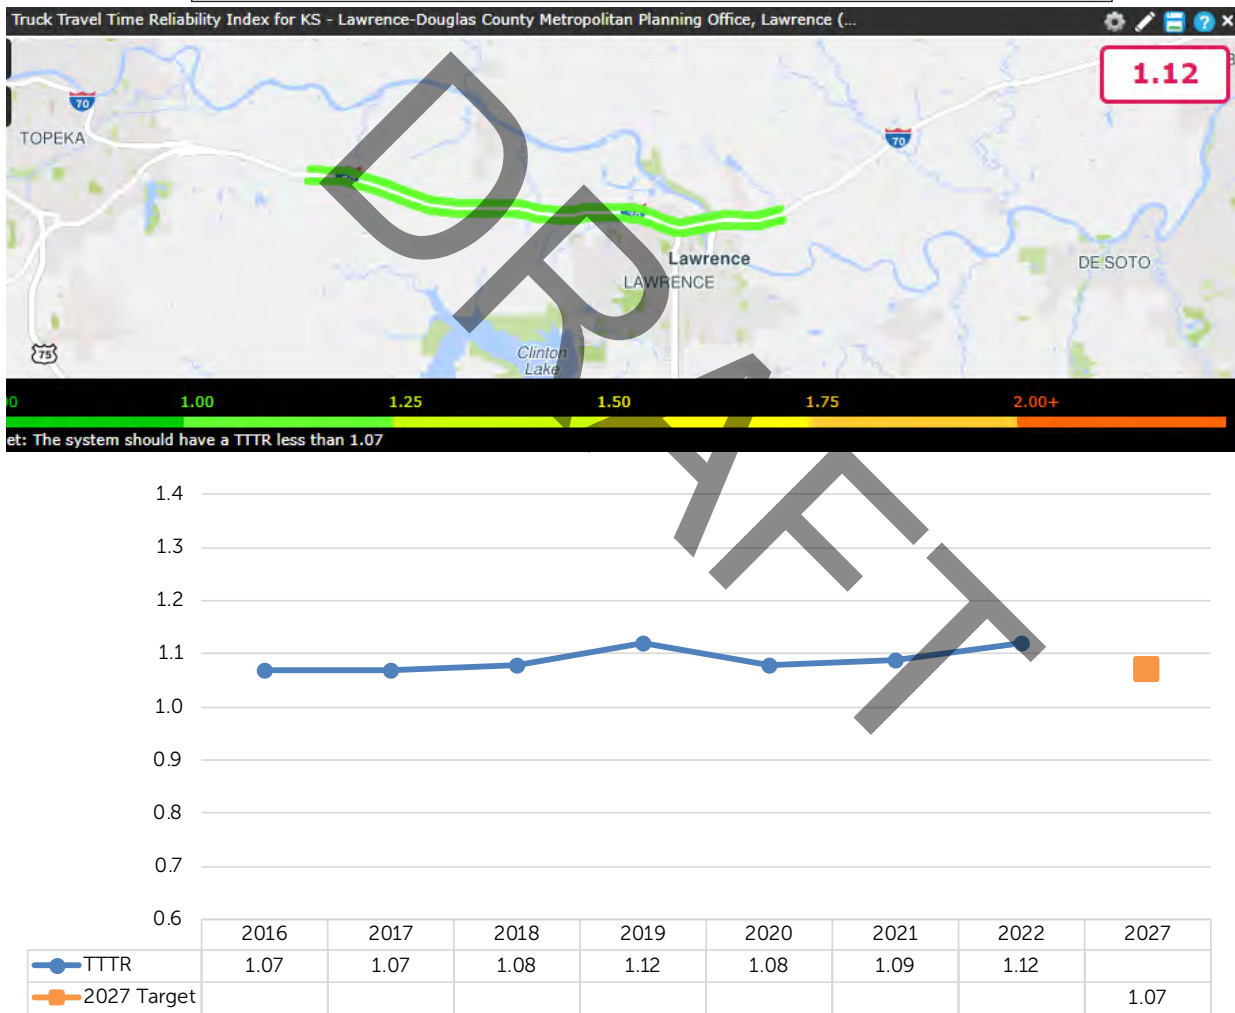 Truck Travel Time Reliability Index for KS - Lawrence-Douglas County Metropolitan Planning Office, Lawrence (...
1.12
70
70
TOPEKA
70
Lawrence
LAWRENCE
DE SOTO
75
Clinton
Lake
1.00 1.25 1.50 1.75 2.00+
et: The system should have a TTTR less than 1.07
DRAFT
1.4
1.3
1.2
1.1
1.0
0.9
0.8
0.7
0.6
2016 2017 2018 2019 2020 2021 2022 2027
TTTR 1.07 1.07 1.08 1.12 1.08 1.09 1.12
2027 Target 1.07